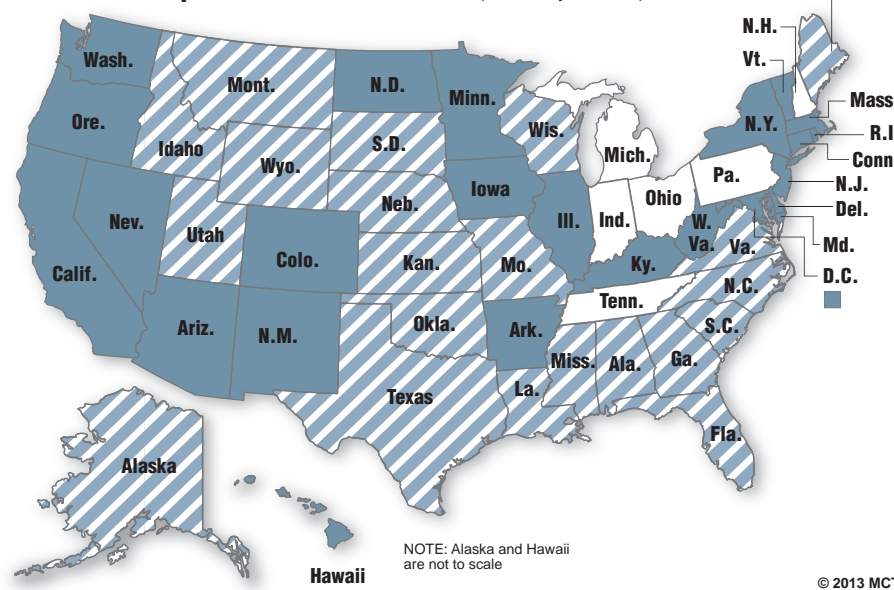 N.H.
Vt.
Wash.
Mont.
N.D.
Minn.
Mass
Ore.
Idaho
S.D.
Wis.
N.Y.
R.I
Conn
Wyo.
Mich.
Pa.
N.J.
Iowa
Neb.
Ohio
Del.
Nev.
Utah
Ill.
Ind.
W.
Va.
Va.
Md.
Colo.
Kan.
Mo.
Ky.
Calif.
N.C.
D.C.
Tenn.
Ariz.
N.M.
Okla.
Ark.
S.C.
Miss.
Ala.
Ga.
Texas
La.
Fla.
Alaska
NOTE: Alaska and Hawaii
are not to scale
Hawaii
© 2013 MCT